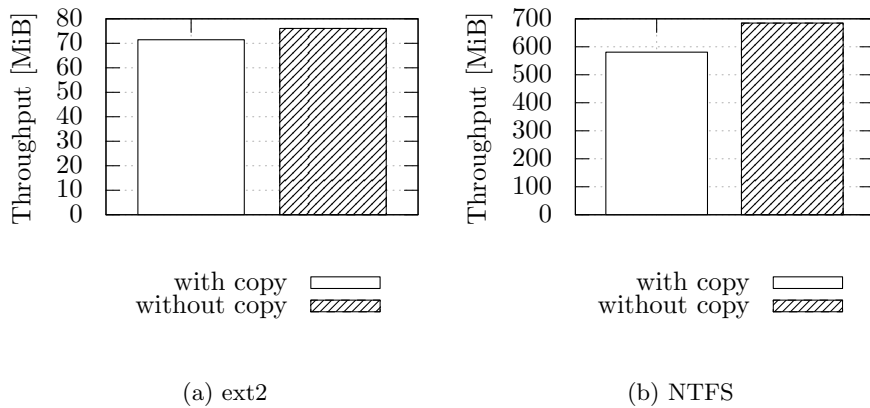 Throughput [MiB]
80
70
60
50
40
30
20
10
0
with copy
without copy
(a) ext2
Throughput [MiB]
700
600
500
400
300
200
100
0
with copy
without copy
(b) NTFS